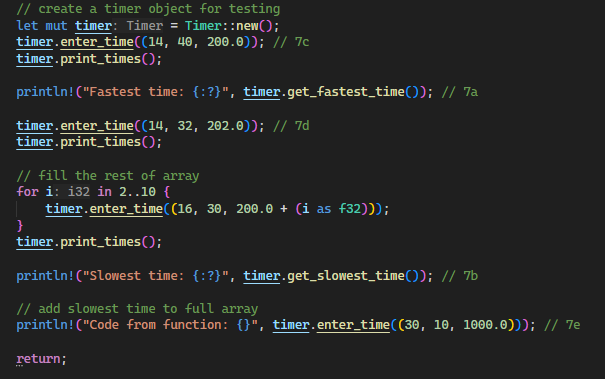 // create a timer object for testing
let mut timer: Timer = Timer::new();
timer.enter_time((14, 40, 200.0)); // 7c
timer.print_times();
println!("Fastest time: {:?}", timer.get_fastest_time()); // 7a
timer.enter_time((14, 32, 202.0)); // 7d
timer.print_times();
// fill the rest of array
for i: i32 in 2..10 {
    timer.enter_time((16, 30, 200.0 + (i as f32)));
}
timer.print_times();
println!("Slowest time: {:?}", timer.get_slowest_time()); // 7b
// add slowest time to full array
println!("Code from function: {}", timer.enter_time((30, 10, 1000.0))); // 7e
return;